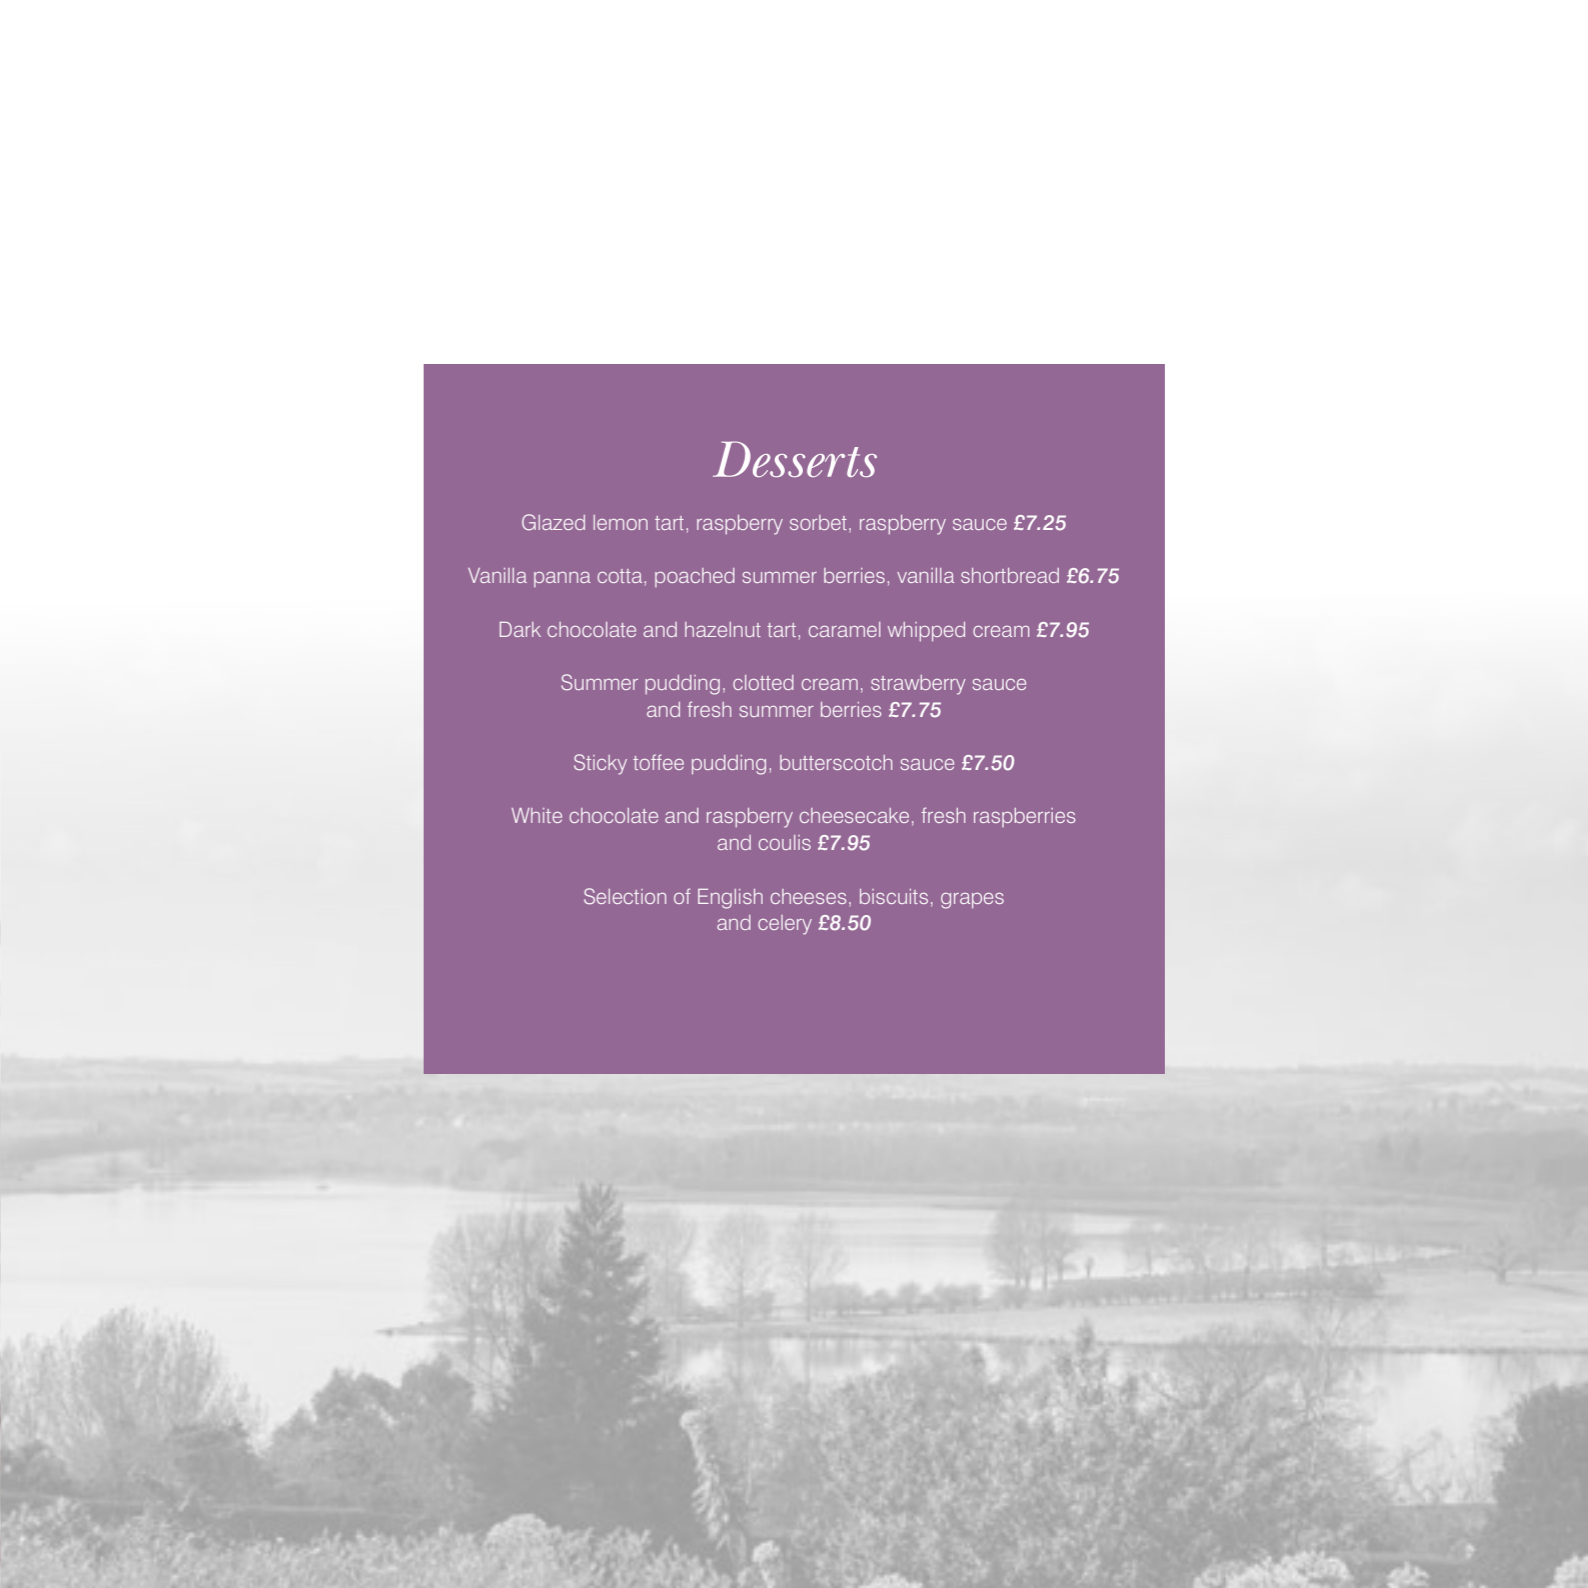 Desserts
Glazed lemon tart, raspberry sorbet, raspberry sauce £7.25
Vanilla panna cotta, poached summer berries, vanilla shortbread £6.75
Dark chocolate and hazelnut tart, caramel whipped cream £7.95
Summer pudding, clotted cream, strawberry sauce
and fresh summer berries £7.75
Sticky toffee pudding, butterscotch sauce £7.50
White chocolate and raspberry cheesecake, fresh raspberries
and coulis £7.95
Selection of English cheeses, biscuits, grapes
and celery £8.50